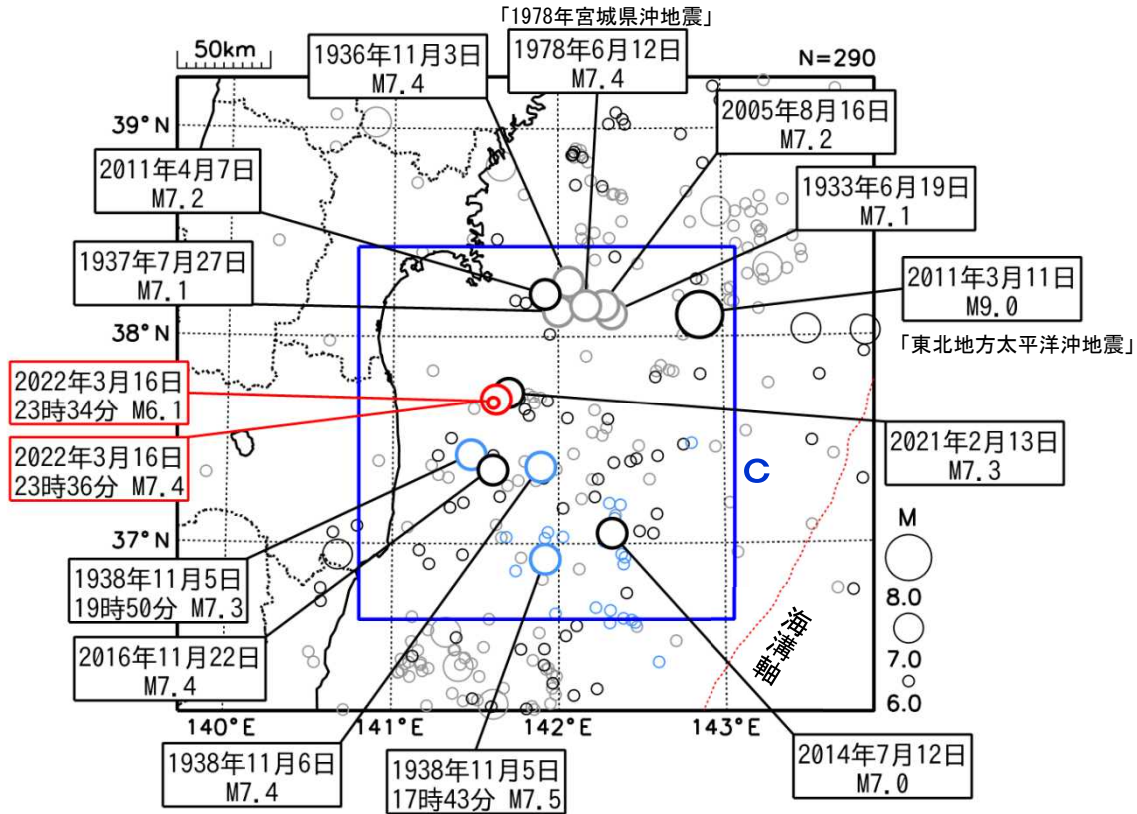 「1978年宮城県沖地震」
50km
1936年11月3日
M7.4
1978年6月12日
M7.4
N=290
39°N
2005年8月16日
M7.2
2011年4月7日
M7.2
1933年6月19日
M7.1
1937年7月27日
M7.1
2011年3月11日
M9.0
「東北地方太平洋沖地震」
38°N
2022年3月16日
23時34分 M6.1
2022年3月16日
23時36分 M7.4
2021年2月13日
M7.3
C
37°N
M
8.0
7.0
6.0
1938年11月5日
19時50分 M7.3
海溝軸
2016年11月22日
M7.4
140°E
141°E
142°E
143°E
1938年11月6日
M7.4
1938年11月5日
17時43分 M7.5
2014年7月12日
M7.0